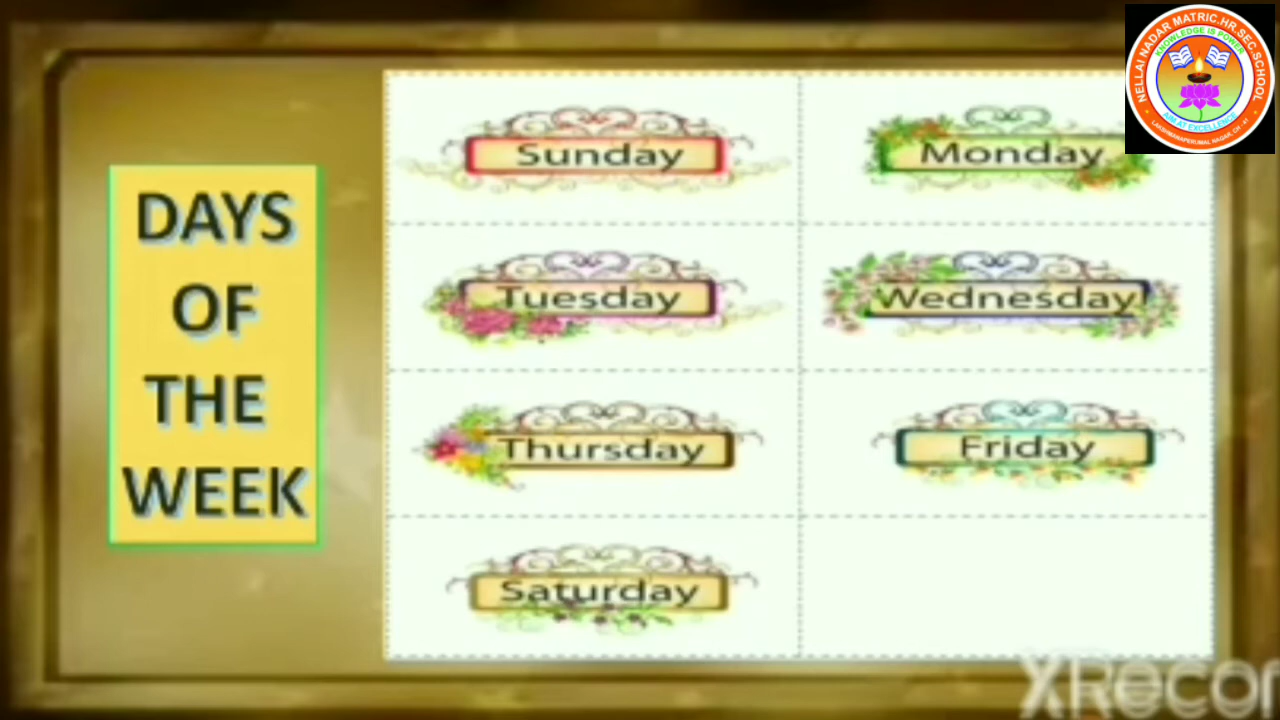 DAYS
OF
THE
WEEK
Sunday
Monday
Tuesday
Wednesday
Thursday
Friday
Saturday
NELLAI NADAR MATRIC.HR.SEC.SCHOOL
KNOWLEDGE IS POWER
AIM AT EXCELLENCE
XRecor